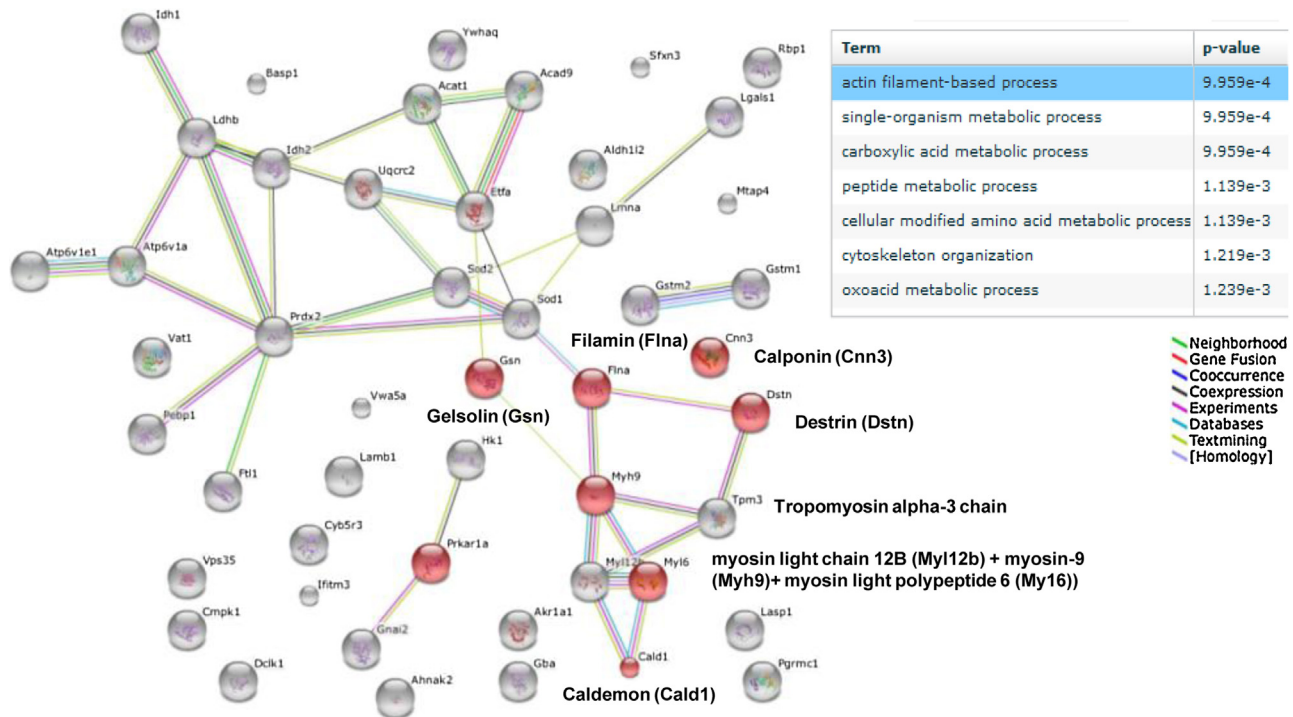 Idh1
Ywhaq
Sfxn3
Rbp1
Basp1
Acat1
Acad9
Lgals1
Ldhb
Idh2
Uqcrc2
Etfa
Aldh1l2
Mtap4
Lmna
Atp6v1e1
Atp6v1a
Sod2
Sod1
Gstm2
Gstm1
Prdx2
Filamin (Flna)
Cnn3
Calponin (Cnn3)
Vat1
Gsn
Flna
Gelsolin (Gsn)
Dstn
Destrin (Dstn)
Vwa5a
Pebp1
Hk1
Lamb1
Ftl1
Myh9
Tpm3
Tropomyosin alpha-3 chain
Cyb5r3
Prkar1a
Myl12b
Myl6
myosin light chain 12B (Myl12b) + myosin-9
(Myh9)+ myosin light polypeptide 6 (My16))
Vps35
Ifitm3
Cmpk1
Gnai2
Akr1a1
Lasp1
Dclk1
Ahnak2
Gba
Cald1
Pgrmc1
Caldemon (Cald1)
Term p-value
actin filament-based process 9.959e-4
single-organism metabolic process 9.959e-4
carboxylic acid metabolic process 9.959e-4
peptide metabolic process 1.139e-3
cellular modified amino acid metabolic process 1.139e-3
cytoskeleton organization 1.219e-3
oxoacid metabolic process 1.239e-3
Neighborhood
Gene Fusion
Cooccurrence
Coexpression
Experiments
Databases
Textmining
[Homology]